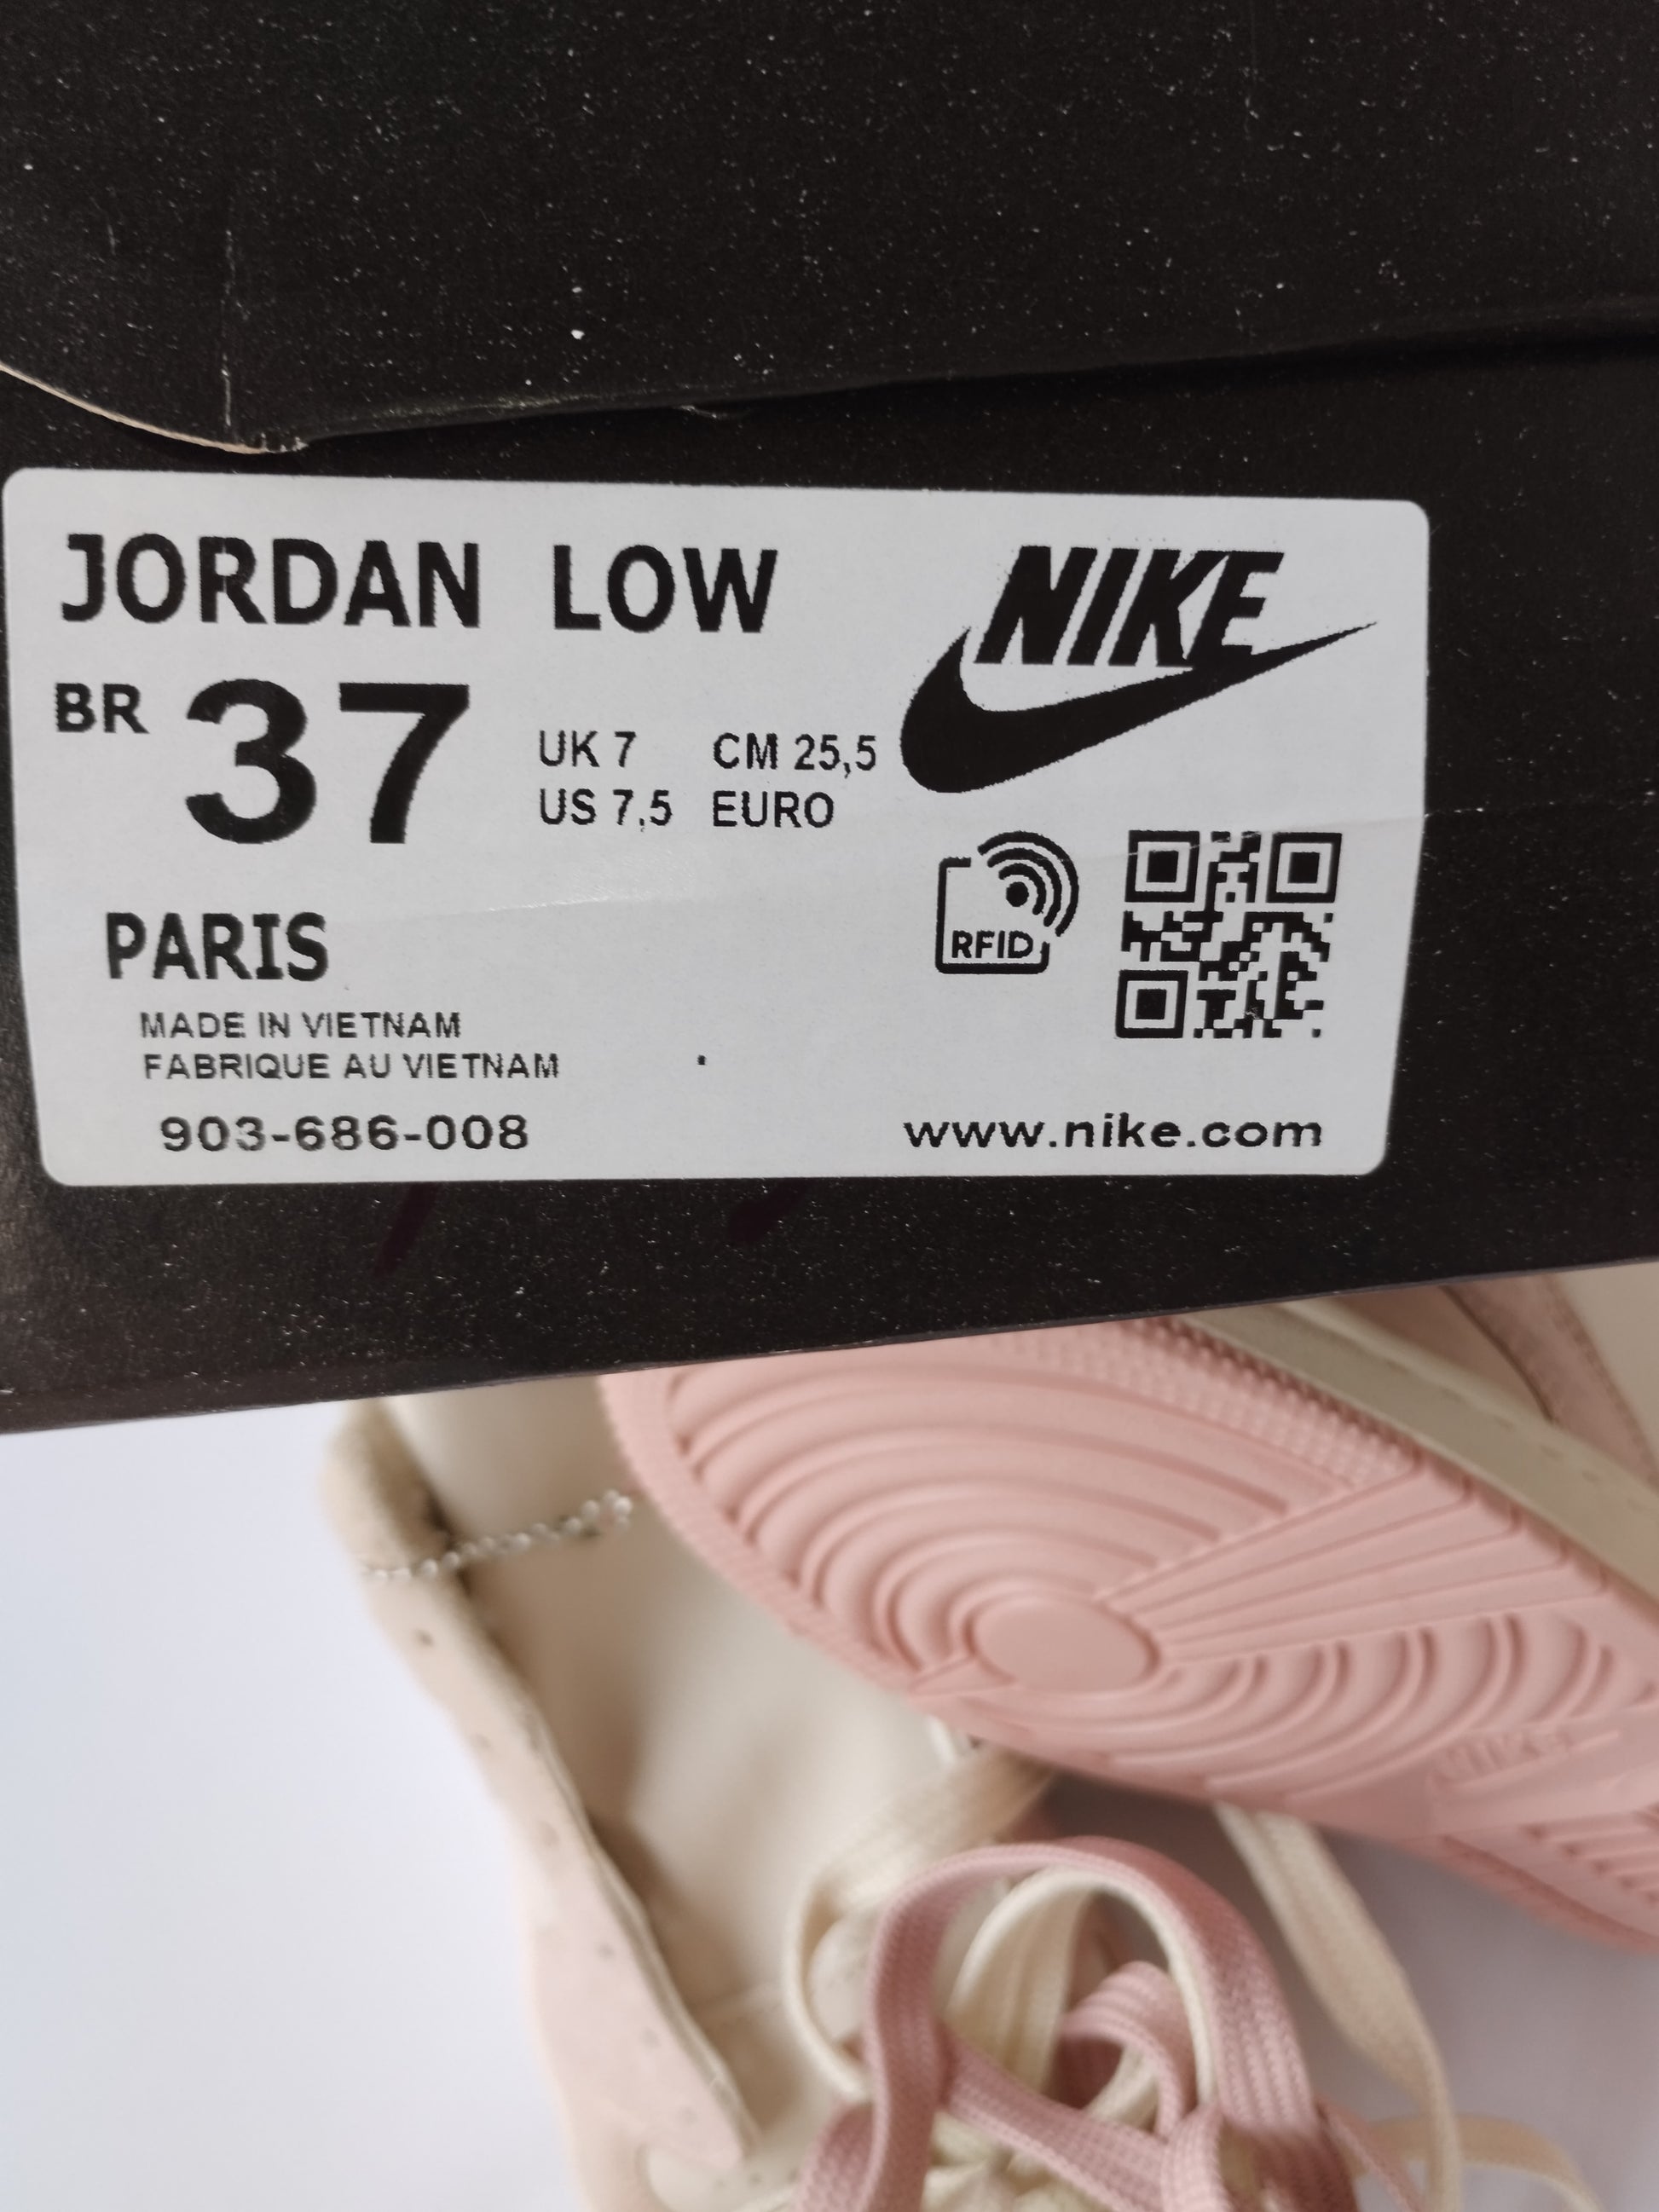 JORDAN LOW
NIKE
BR 37
UK 7 CM 25,5
US 7,5 EURO
RFID
PARIS
MADE IN VIETNAM
FABRIQUE AU VIETNAM
903-686-008
www.nike.com
NIKE